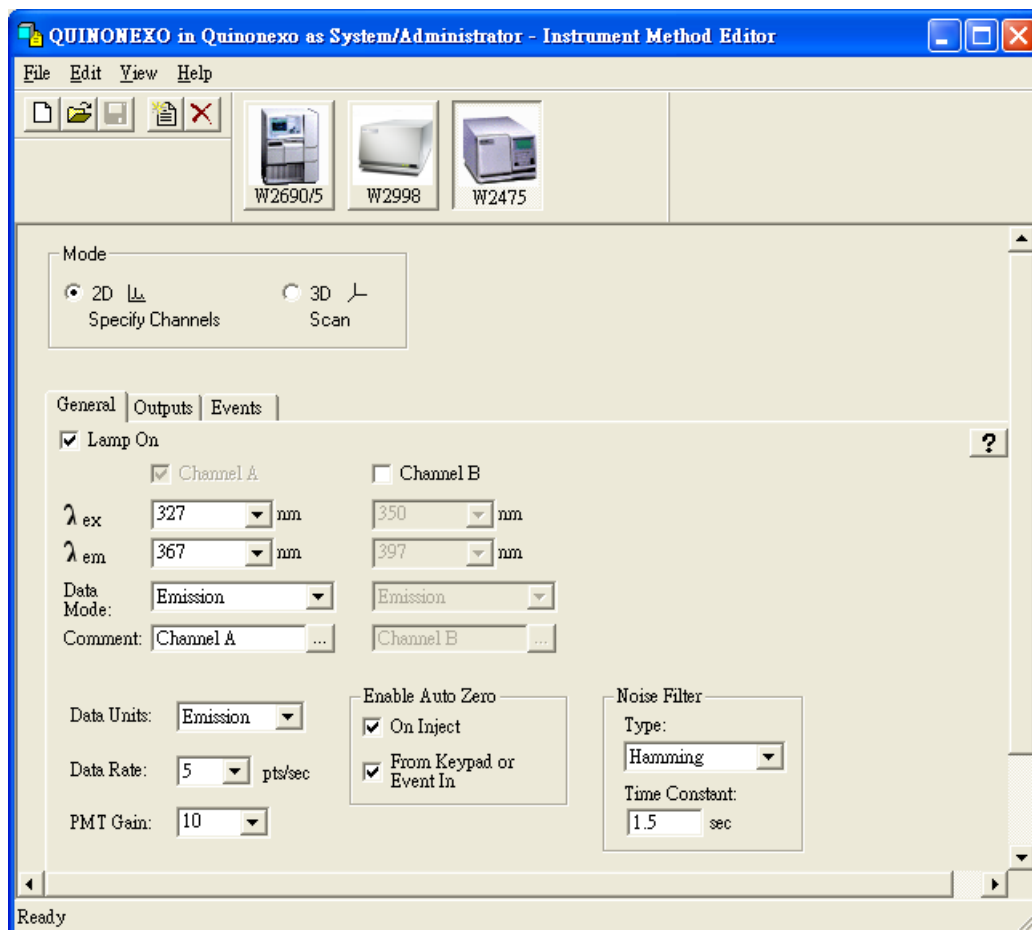 QUINONEXO in Quinonexo as System/Administrator - Instrument Method Editor
File Edit View Help
W2690/5 W2998 W2475
Mode
2D 3D
Specify Channels Scan
General Outputs Events
Lamp On ?
Channel A Channel B
λ ex 327 nm 350 nm
λ em 367 nm 397 nm
Data Mode: Emission Emission
Comment: Channel A ... Channel B ...
Enable Auto Zero Noise Filter
Data Units: Emission On Inject Type:
Hamming
Data Rate: 5 pts/sec From Keypad or Event In
Time Constant:
PMT Gain: 10 1.5 sec
Ready